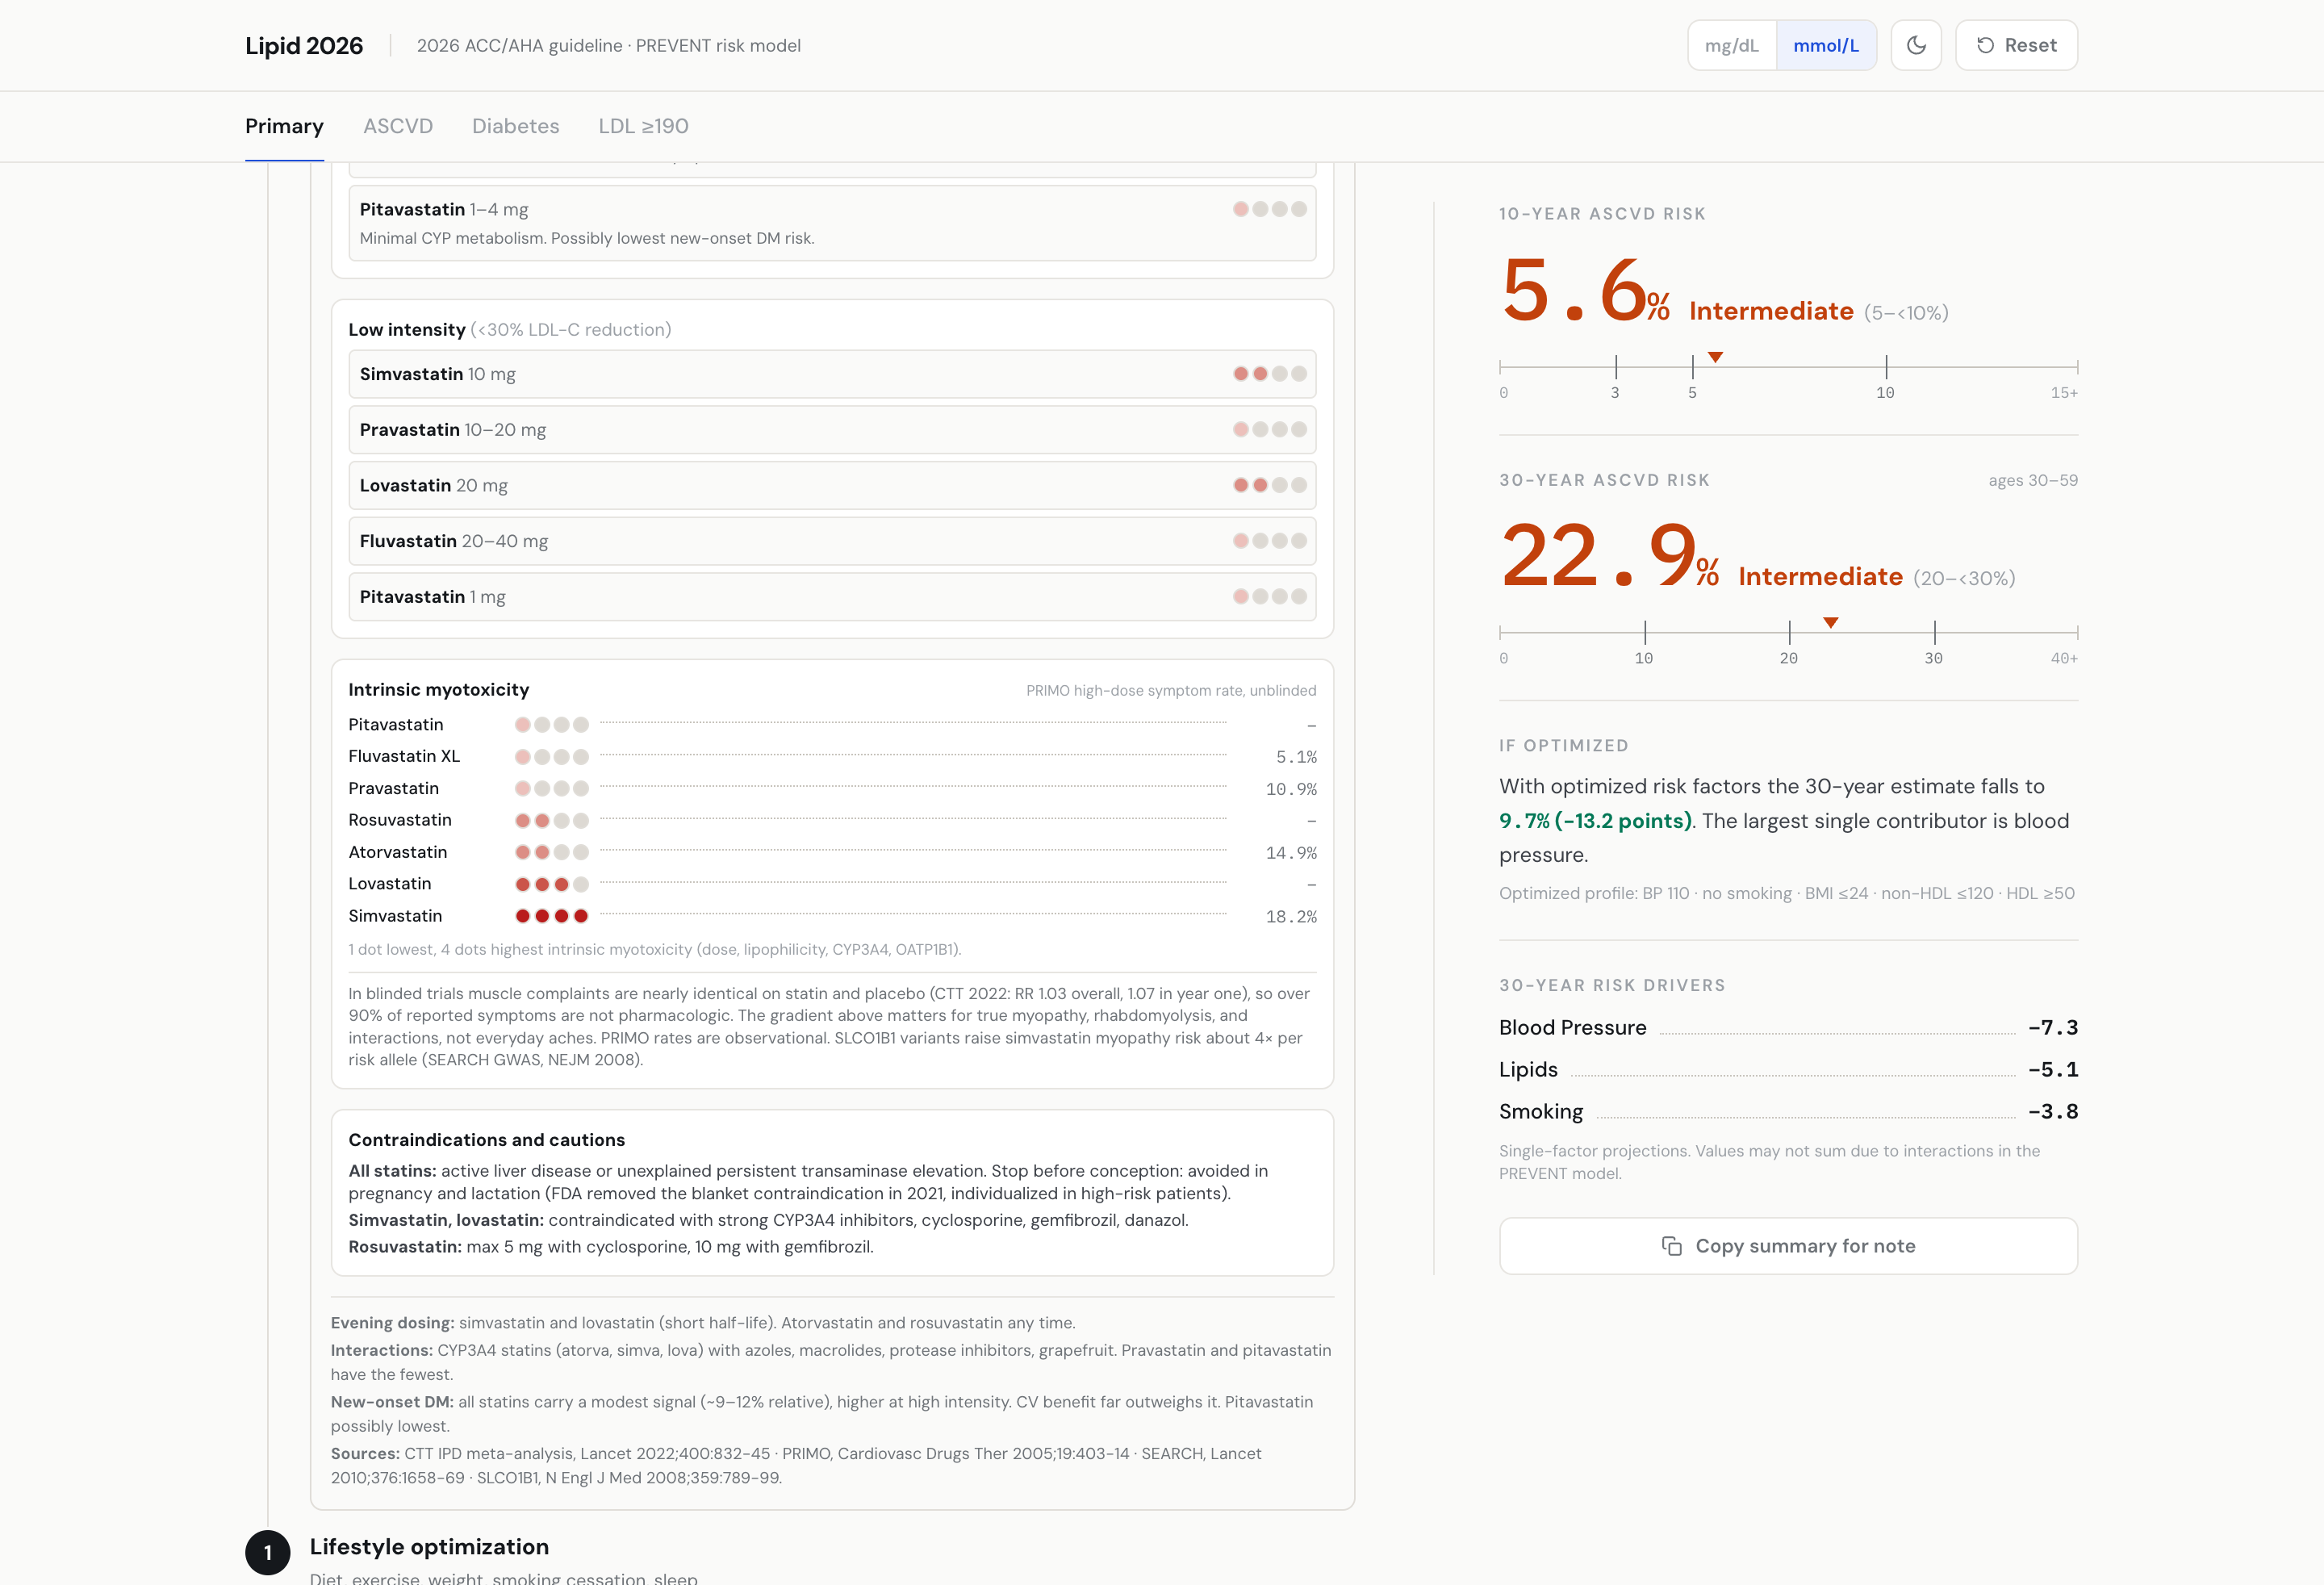 Lipid 2026
2026 ACC/AHA guideline · PREVENT risk model
mg/dL
mmol/L
Reset
Primary
ASCVD
Diabetes
LDL ≥190
Pitavastatin 1–4 mg
Minimal CYP metabolism. Possibly lowest new-onset DM risk.
Low intensity (<30% LDL-C reduction)
Simvastatin 10 mg
Pravastatin 10–20 mg
Lovastatin 20 mg
Fluvastatin 20–40 mg
Pitavastatin 1 mg
Intrinsic myotoxicity
PRIMO high-dose symptom rate, unblinded
Pitavastatin –
Fluvastatin XL 5.1%
Pravastatin 10.9%
Rosuvastatin –
Atorvastatin 14.9%
Lovastatin –
Simvastatin 18.2%
1 dot lowest, 4 dots highest intrinsic myotoxicity (dose, lipophilicity, CYP3A4, OATP1B1).
In blinded trials muscle complaints are nearly identical on statin and placebo (CTT 2022: RR 1.03 overall, 1.07 in year one), so over
90% of reported symptoms are not pharmacologic. The gradient above matters for true myopathy, rhabdomyolysis, and
interactions, not everyday aches. PRIMO rates are observational. SLCO1B1 variants raise simvastatin myopathy risk about 4× per
risk allele (SEARCH GWAS, NEJM 2008).
Contraindications and cautions
All statins: active liver disease or unexplained persistent transaminase elevation. Stop before conception: avoided in
pregnancy and lactation (FDA removed the blanket contraindication in 2021, individualized in high-risk patients).
Simvastatin, lovastatin: contraindicated with strong CYP3A4 inhibitors, cyclosporine, gemfibrozil, danazol.
Rosuvastatin: max 5 mg with cyclosporine, 10 mg with gemfibrozil.
Evening dosing: simvastatin and lovastatin (short half-life). Atorvastatin and rosuvastatin any time.
Interactions: CYP3A4 statins (atorva, simva, lova) with azoles, macrolides, protease inhibitors, grapefruit. Pravastatin and pitavastatin
have the fewest.
New-onset DM: all statins carry a modest signal (~9–12% relative), higher at high intensity. CV benefit far outweighs it. Pitavastatin
possibly lowest.
Sources: CTT IPD meta-analysis, Lancet 2022;400:832-45 · PRIMO, Cardiovasc Drugs Ther 2005;19:403-14 · SEARCH, Lancet
2010;376:1658-69 · SLCO1B1, N Engl J Med 2008;359:789-99.
1
Lifestyle optimization
Diet, exercise, weight, smoking cessation, sleep
10-YEAR ASCVD RISK
5.6% Intermediate (5–<10%)
0 3 5 10 15+
30-YEAR ASCVD RISK
ages 30–59
22.9% Intermediate (20–<30%)
0 10 20 30 40+
IF OPTIMIZED
With optimized risk factors the 30-year estimate falls to
9.7% (−13.2 points). The largest single contributor is blood
pressure.
Optimized profile: BP 110 · no smoking · BMI ≤24 · non-HDL ≤120 · HDL ≥50
30-YEAR RISK DRIVERS
Blood Pressure −7.3
Lipids −5.1
Smoking −3.8
Single-factor projections. Values may not sum due to interactions in the
PREVENT model.
Copy summary for note